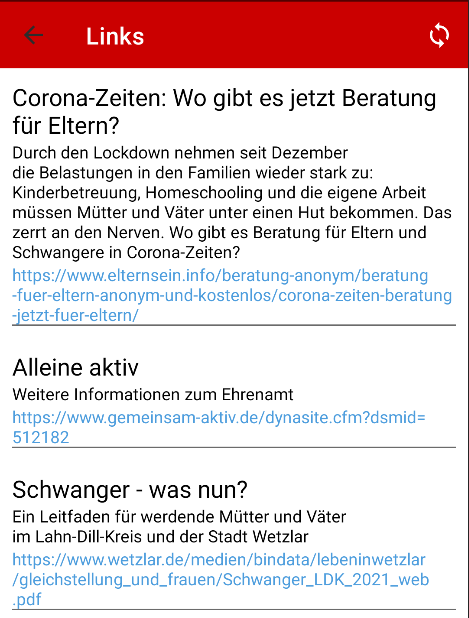 Links
Corona-Zeiten: Wo gibt es jetzt Beratung
für Eltern?
Durch den Lockdown nehmen seit Dezember
die Belastungen in den Familien wieder stark zu:
Kinderbetreuung, Homeschooling und die eigene Arbeit
müssen Mütter und Väter unter einen Hut bekommen. Das
zerrt an den Nerven. Wo gibt es Beratung für Eltern und
Schwangere in Corona-Zeiten?
https://www.elternsein.info/beratung-anonym/beratung
-fuer-eltern-anonym-und-kostenlos/corona-zeiten-beratung
-jetzt-fuer-eltern/
Alleine aktiv
Weitere Informationen zum Ehrenamt
https://www.gemeinsam-aktiv.de/dynasite.cfm?dsmid=
512182
Schwanger - was nun?
Ein Leitfaden für werdende Mütter und Väter
im Lahn-Dill-Kreis und der Stadt Wetzlar
https://www.wetzlar.de/medien/bindata/lebeninwetzlar
/gleichstellung_und_frauen/Schwanger_LDK_2021_web
.pdf